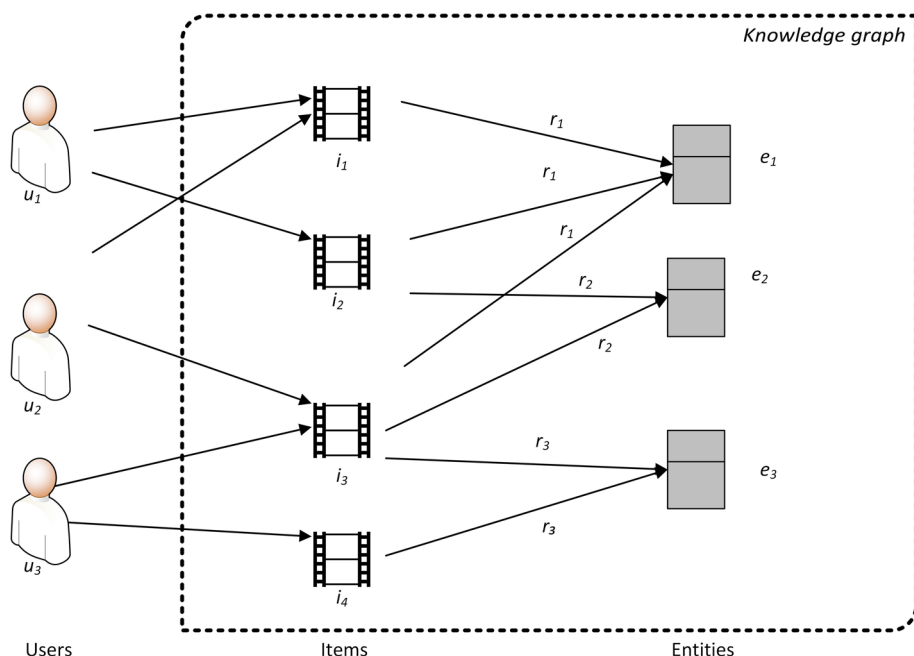 Knowledge graph
u1
i1
r1
e1
r1
r1
i2
r2
e2
u2
r2
i3
r3
e3
u3
r3
i4
Users Items Entities